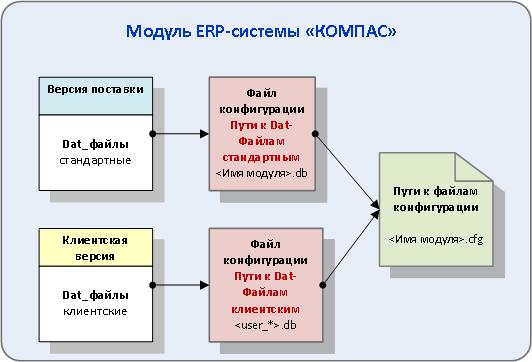 Модуль ERP-системы «КОМПАС»
Версия поставки
Dat_файлы
стандартные
Файл
конфигурации
Пути к Dat-
Файлам
стандартным
<Имя модуля>.db
Пути к файлам
конфигурации
<Имя модуля>.cfg
Клиентская
версия
Dat_файлы
клиентские
Файл
конфигурации
Пути к Dat-
Файлам
клиентским
<user_*>.db